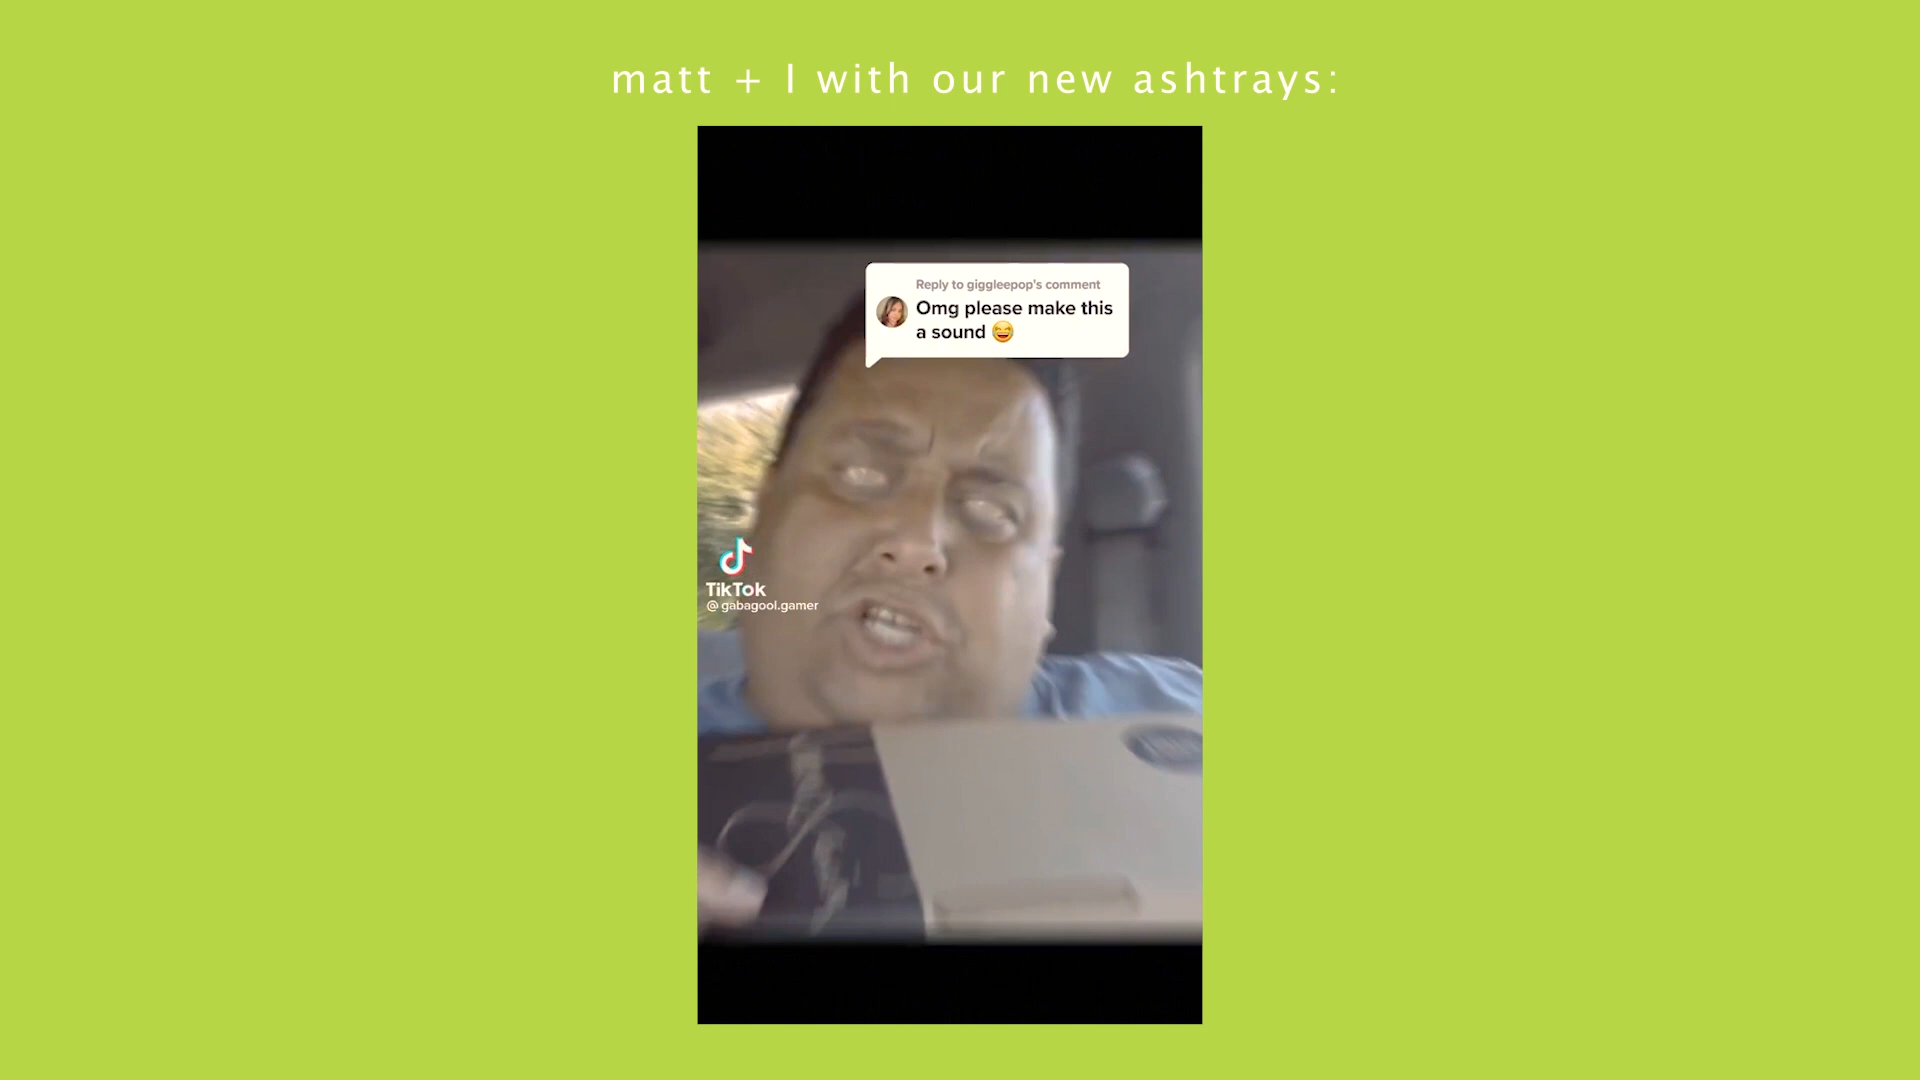 matt + I with our new ashtrays:
Reply to giggleepop's comment
Omg please make this
a sound 😆
TikTok
@gabagool.gamer